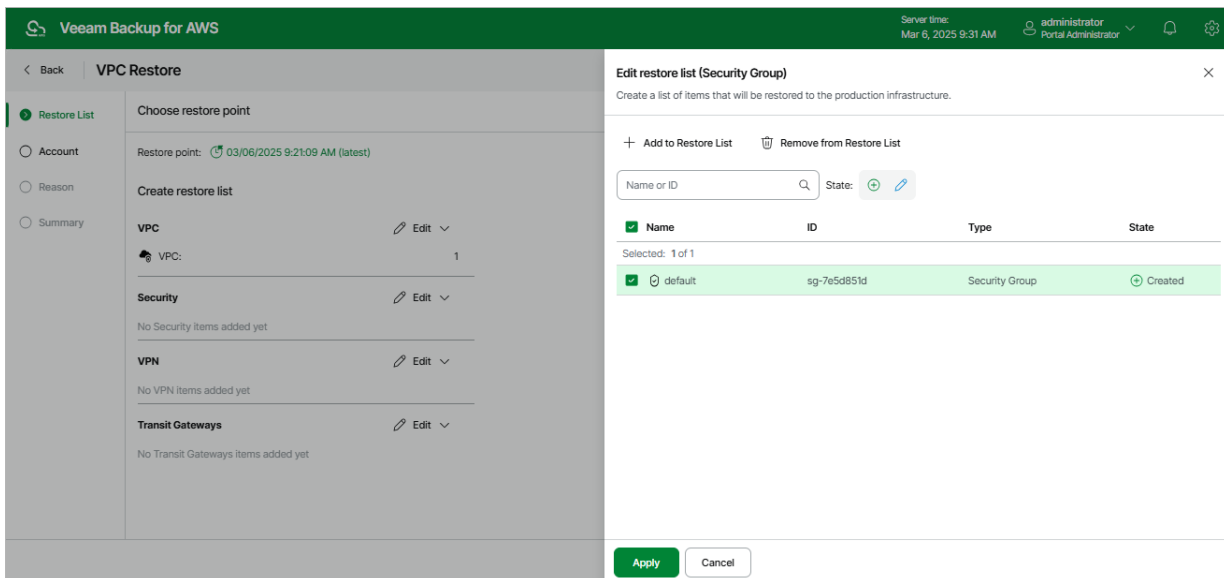 Veeam Backup for AWS
Server time:
Mar 6, 2025 9:31 AM
administrator
Portal Administrator
Back
VPC Restore
Restore List
Account
Reason
Summary
Choose restore point
Restore point: 03/06/2025 9:21:09 AM (latest)
Create restore list
VPC Edit
VPC: 1
Security Edit
No Security items added yet
VPN Edit
No VPN items added yet
Transit Gateways Edit
No Transit Gateways items added yet
Edit restore list (Security Group)
Create a list of items that will be restored to the production infrastructure.
Add to Restore List Remove from Restore List
Name or ID State:
Name ID Type State
Selected: 1 of 1
default sg-7e5d851d Security Group Created
Apply Cancel